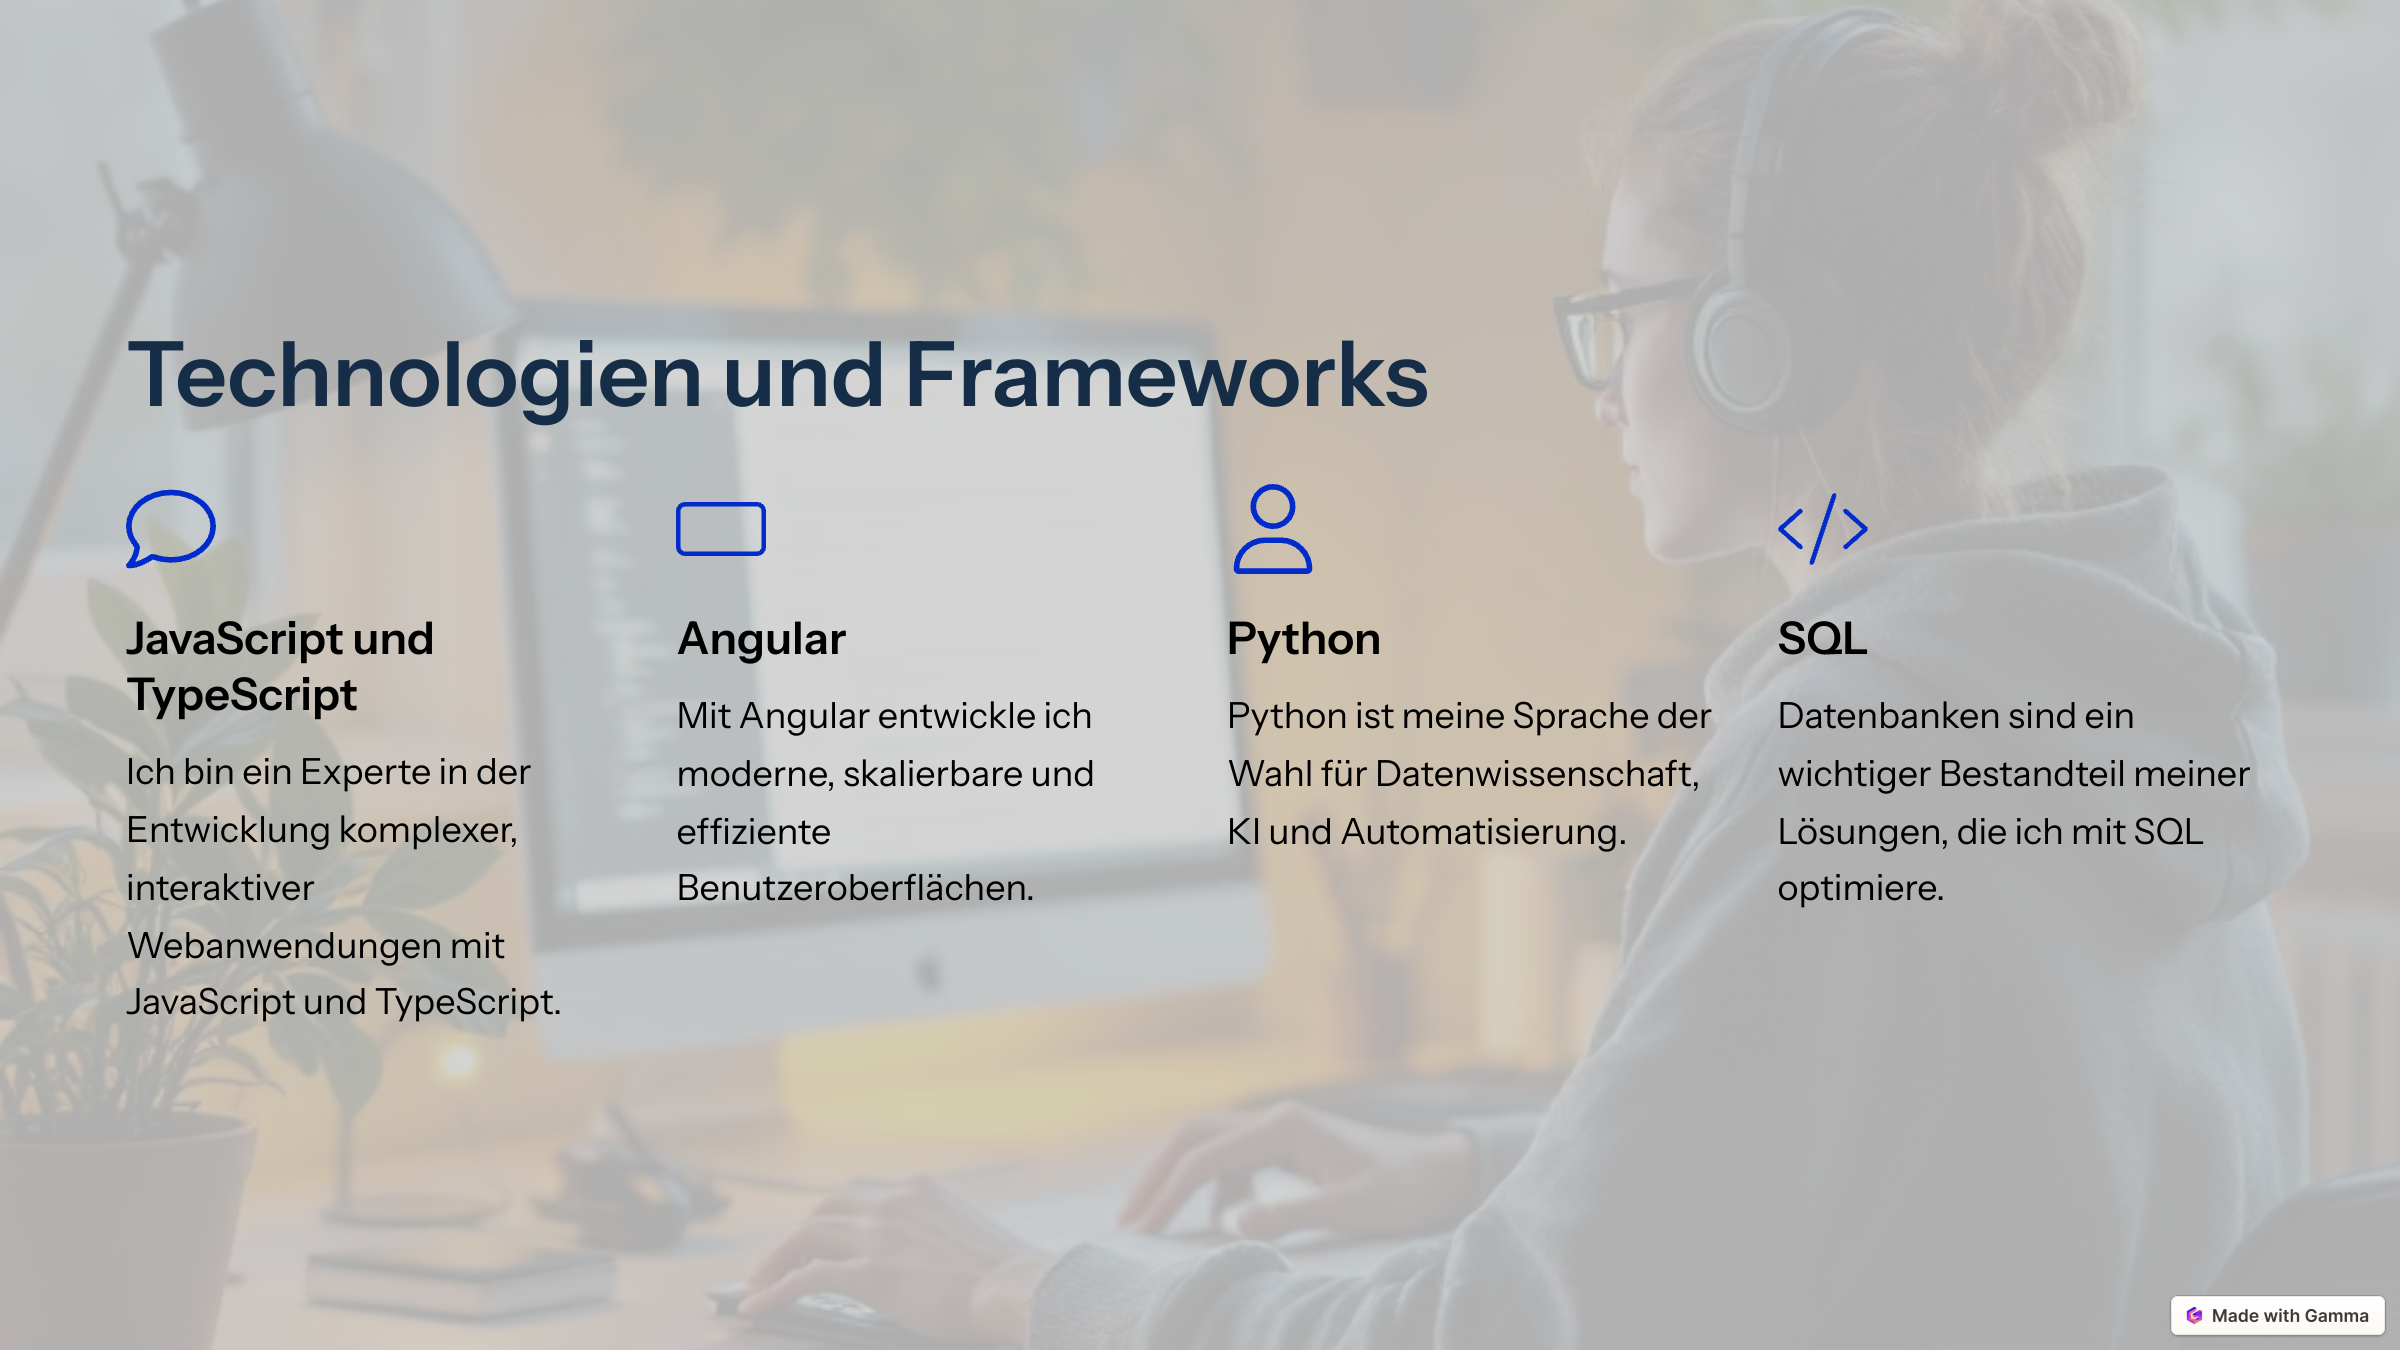 Technologien und Frameworks
JavaScript und
TypeScript
Ich bin ein Experte in der
Entwicklung komplexer,
interaktiver
Webanwendungen mit
JavaScript und TypeScript.
Angular
Mit Angular entwickle ich
moderne, skalierbare und
effiziente
Benutzeroberflächen.
Python
Python ist meine Sprache der
Wahl für Datenwissenschaft,
KI und Automatisierung.
SQL
Datenbanken sind ein
wichtiger Bestandteil meiner
Lösungen, die ich mit SQL
optimiere.
Made with Gamma